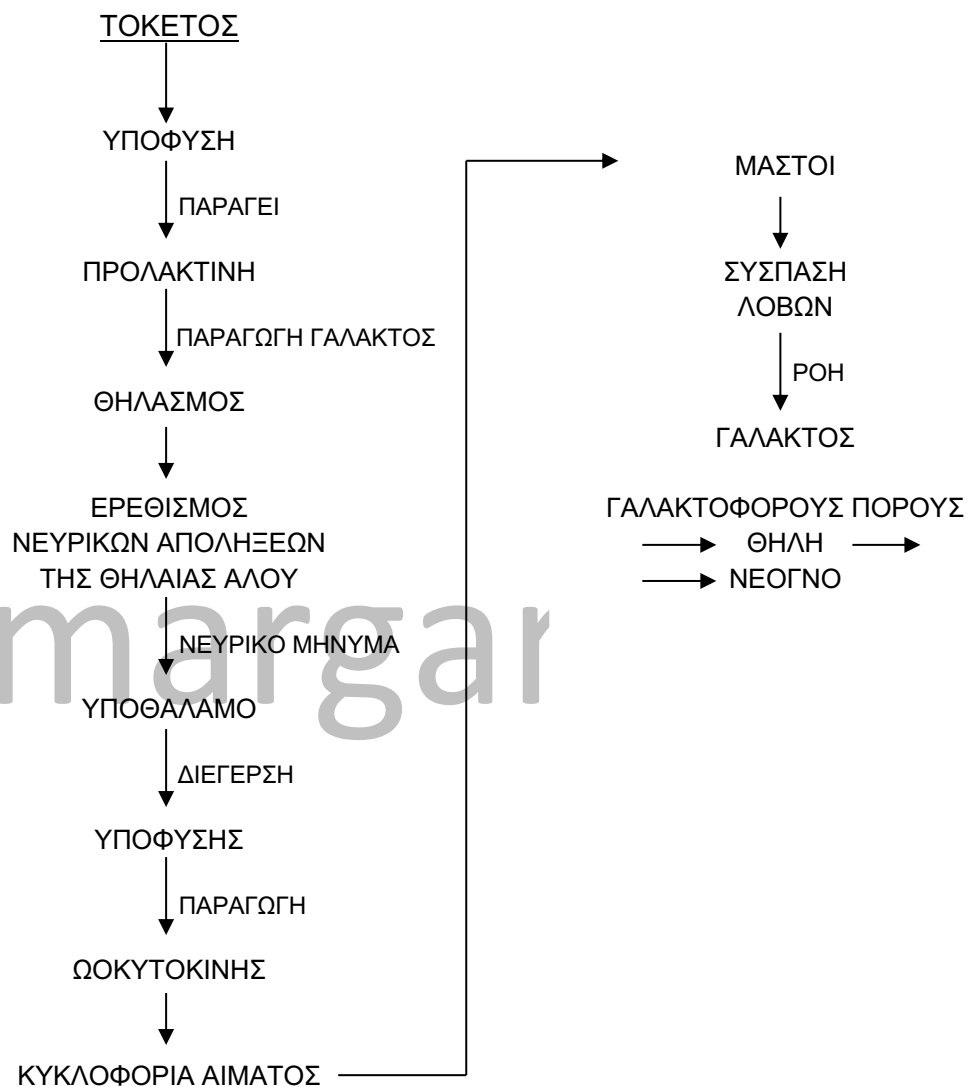 ΤΟΚΕΤΟΣ
ΥΠΟΦΥΣΗ
ΠΑΡΑΓΕΙ
ΠΡΟΛΑΚΤΙΝΗ
ΠΑΡΑΓΩΓΗ ΓΑΛΑΚΤΟΣ
ΘΗΛΑΣΜΟΣ
ΕΡΕΘΙΣΜΟΣ
ΝΕΥΡΙΚΩΝ ΑΠΟΛΗΞΕΩΝ
ΤΗΣ ΘΗΛΑΙΑΣ ΑΛΟΥ
ΝΕΥΡΙΚΟ ΜΗΝΥΜΑ
ΥΠΟΘΑΛΑΜΟ
ΔΙΕΓΕΡΣΗ
ΥΠΟΦΥΣΗΣ
ΠΑΡΑΓΩΓΗ
ΩΟΚΥΤΟΚΙΝΗΣ
ΚΥΚΛΟΦΟΡΙΑ ΑΙΜΑΤΟΣ
ΜΑΣΤΟΙ
ΣΥΣΠΑΣΗ
ΛΟΒΩΝ
ΡΟΗ
ΓΑΛΑΚΤΟΣ
ΓΑΛΑΚΤΟΦΟΡΟΥΣ ΠΟΡΟΥΣ
ΘΗΛΗ
ΝΕΟΓΝΟ
margar